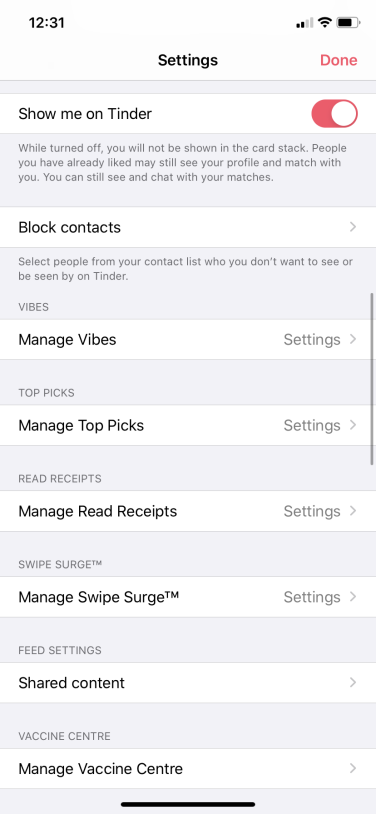 12:31
Settings
Done
Show me on Tinder
While turned off, you will not be shown in the card stack. People
you have already liked may still see your profile and match with
you. You can still see and chat with your matches.
Block contacts
Select people from your contact list who you don’t want to see or
be seen by on Tinder.
VIBES
Manage Vibes Settings
TOP PICKS
Manage Top Picks Settings
READ RECEIPTS
Manage Read Receipts Settings
SWIPE SURGE™
Manage Swipe Surge™ Settings
FEED SETTINGS
Shared content
VACCINE CENTRE
Manage Vaccine Centre